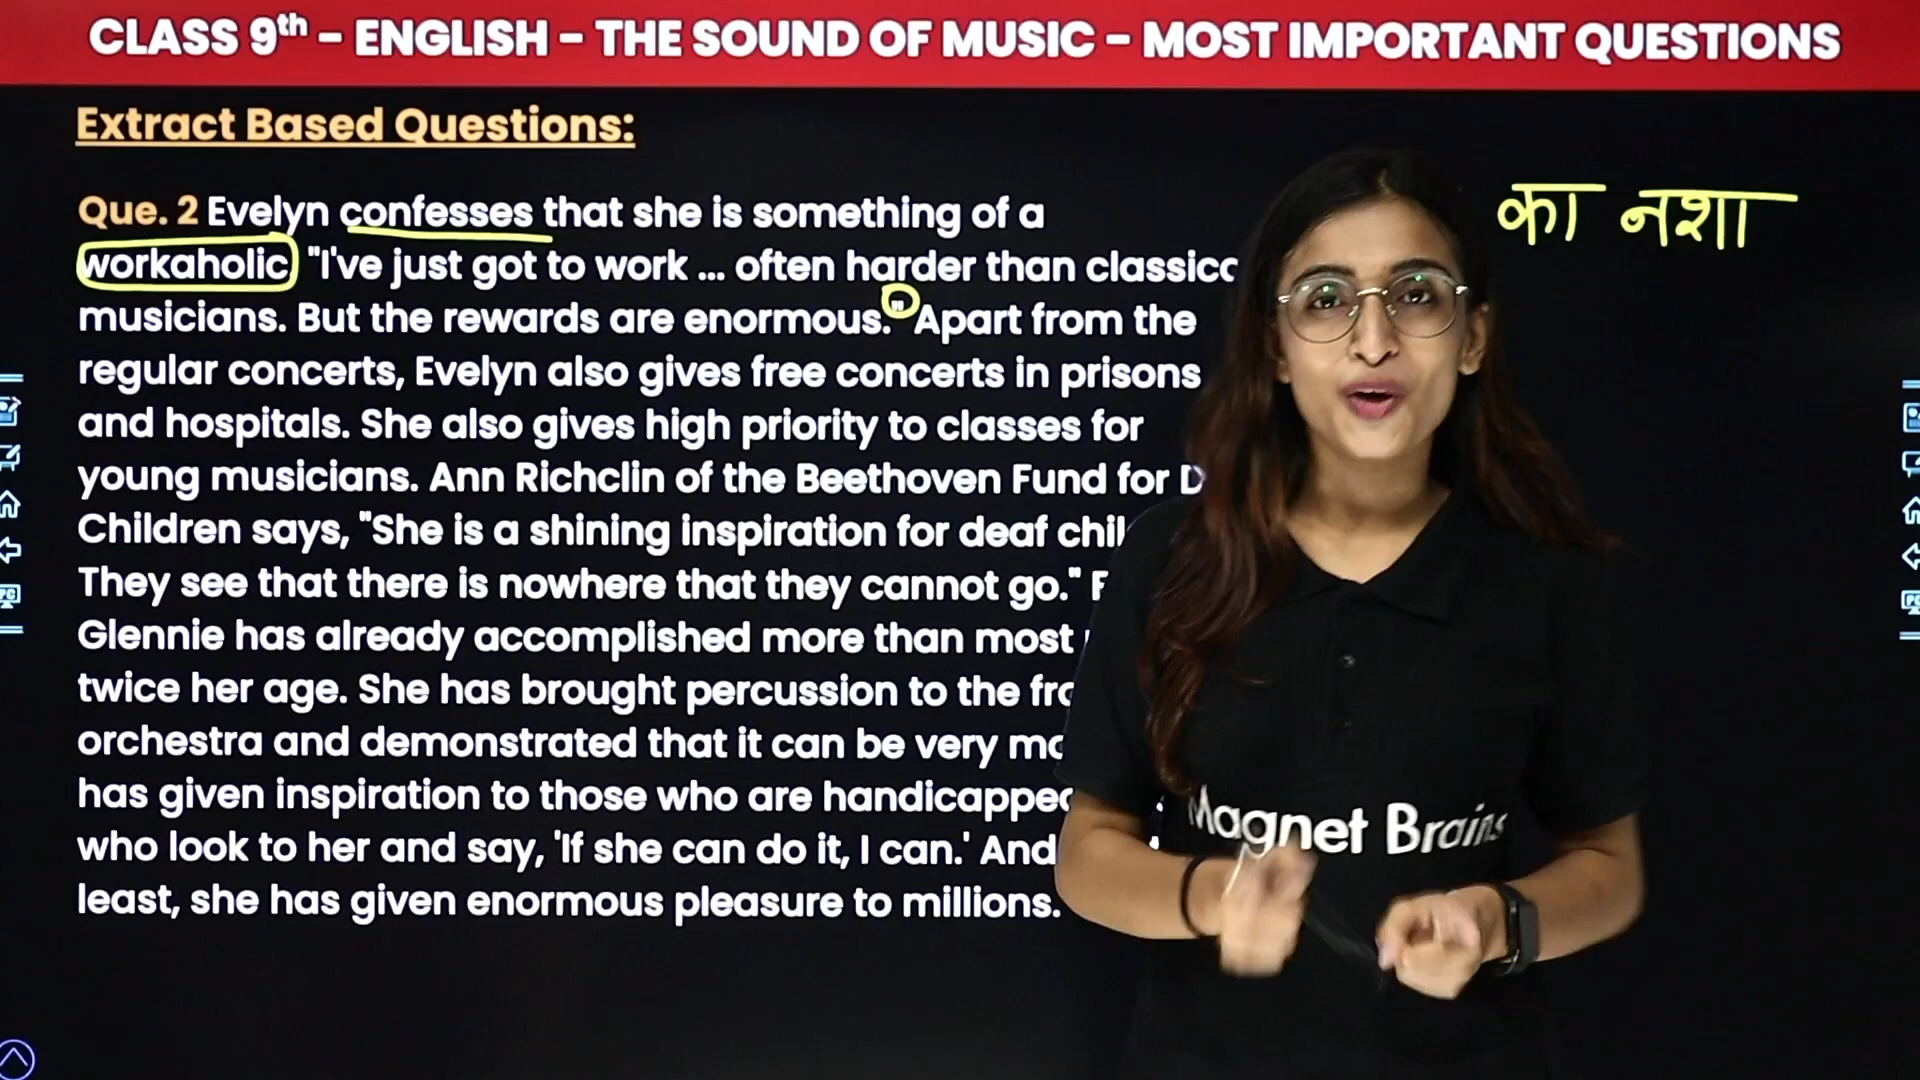 CLASS 9th – ENGLISH – THE SOUND OF MUSIC – MOST IMPORTANT QUESTIONS
Extract Based Questions:
का नशा
Que. 2 Evelyn confesses that she is something of a
workaholic. "I've just got to work ... often harder than
musicians. But the rewards are enormous." Apart from the
regular concerts, Evelyn also gives free concerts in prisons
and hospitals. She also gives high priority to classes for
young musicians. Ann Richclin of the Beethoven Fund for
Children says, "She is a shining inspiration for deaf
They see that there is nowhere that they cannot go."
Glennie has already accomplished more than most
twice her age. She has brought percussion to the
orchestra and demonstrated that it can be very
has given inspiration to those who are
who look to her and say, 'If she can do it, I can.' And
least, she has given enormous pleasure to millions.
Magnet Brains